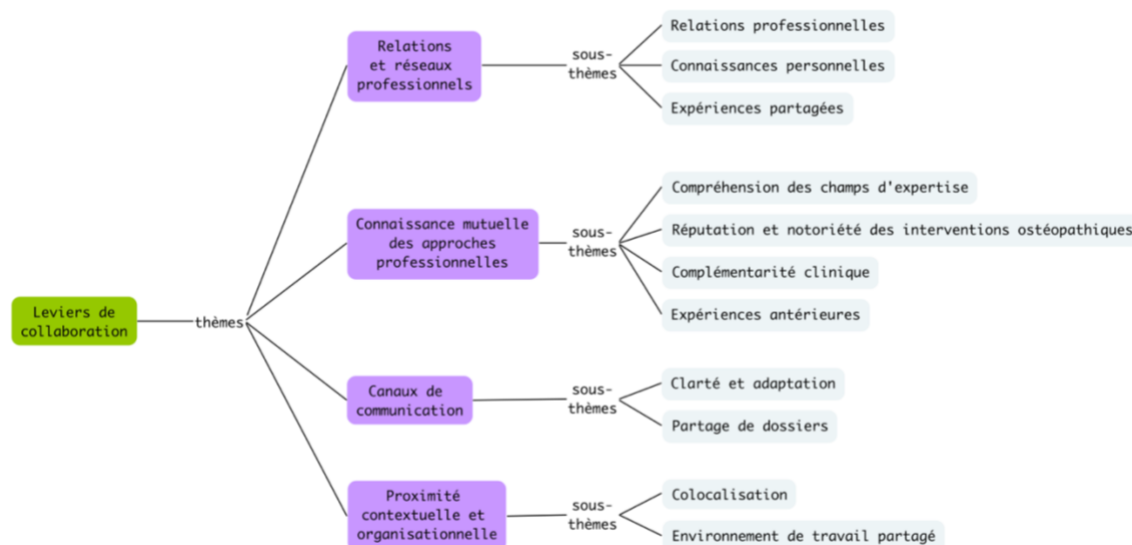 Leviers de
collaboration
thèmes
Relations
et réseaux
professionnels
sous-
thèmes
Relations professionnelles
Connaissances personnelles
Expériences partagées
Connaissance mutuelle
des approches
professionnelles
sous-
thèmes
Compréhension des champs d'expertise
Réputation et notoriété des interventions ostéopathiques
Complémentarité clinique
Expériences antérieures
Canaux de
communication
sous-
thèmes
Clarté et adaptation
Partage de dossiers
Proximité
contextuelle et
organisationnelle
sous-
thèmes
Colocalisation
Environnement de travail partagé